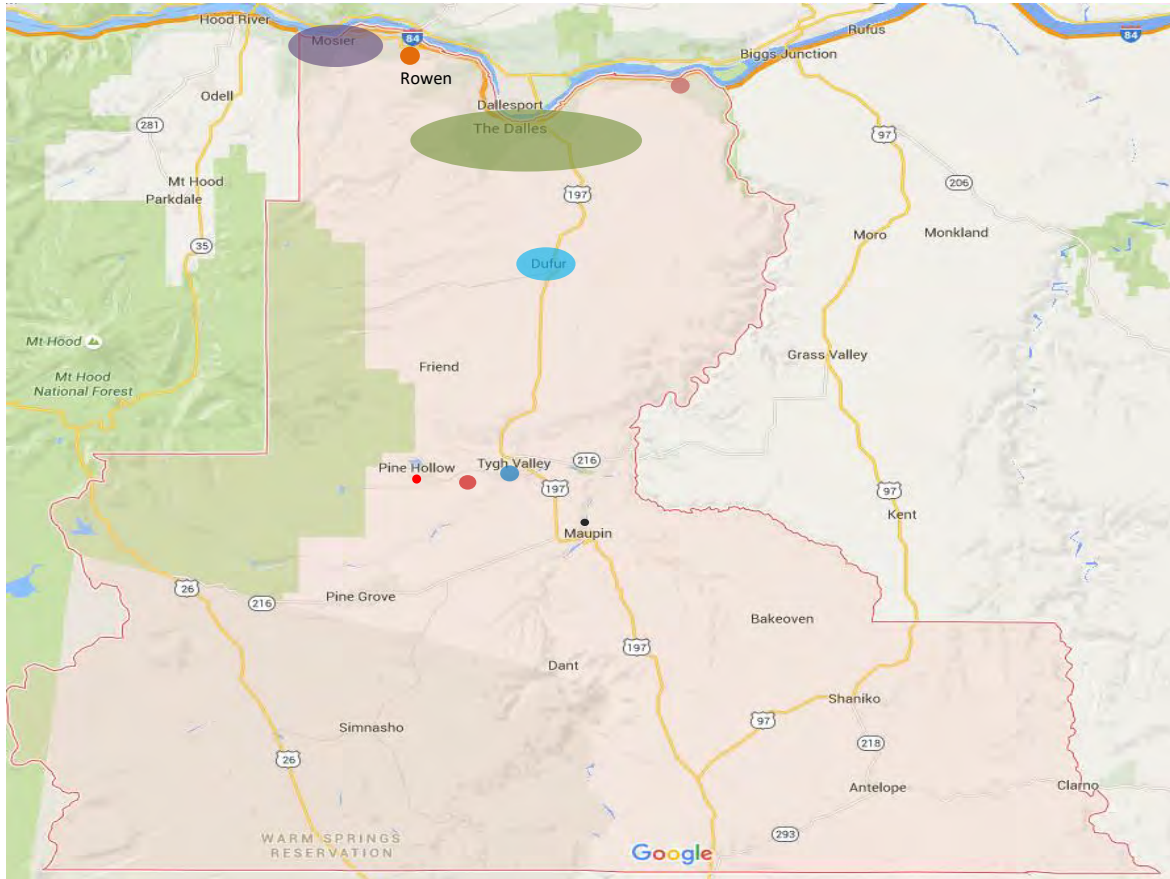 Hood River
Mosier
84
Rufus
84
Biggs Junction
Rowen
Odell
Dallesport
281
The Dalles
97
Mt Hood
Parkdale
206
197
35
Moro
Monkland
Dufur
Mt Hood
Grass Valley
Mt Hood
National Forest
Friend
Pine Hollow
Tygh Valley
216
197
97
Kent
Maupin
26
216
Pine Grove
Bakeoven
197
Dant
Shaniko
97
Simnasho
218
26
Antelope
Clarno
293
WARM SPRINGS
RESERVATION
Google